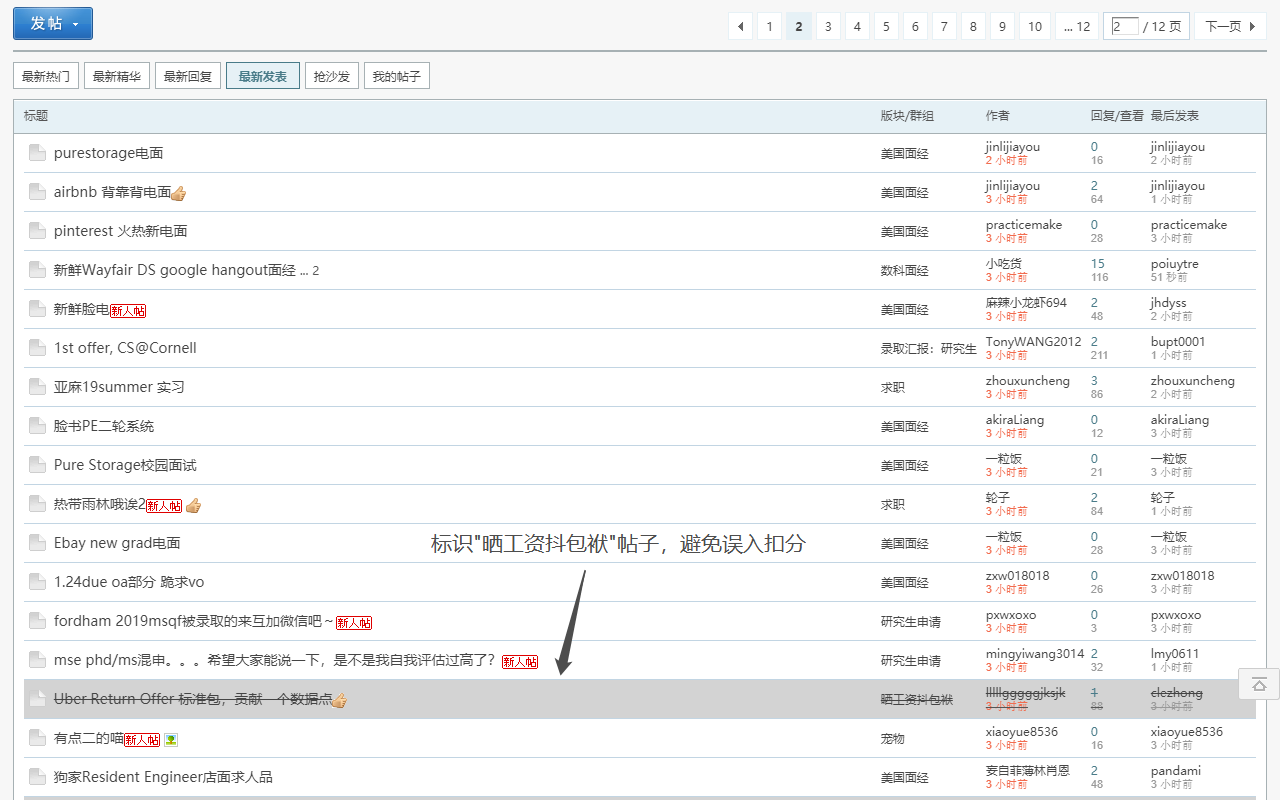 发帖
1 2 3 4 5 6 7 8 9 10 ... 12 2 / 12 页 下一页
最新热门 最新精华 最新回复 最新发表 抢沙发 我的帖子
标题 版块/群组 作者 回复/查看 最后发表
purestorage电面 美国面经 jinlijiayou 0 jinlijiayou
2 小时前 16 2 小时前
airbnb 背靠背电面 美国面经 jinlijiayou 2 jinlijiayou
3 小时前 64 1 小时前
pinterest 火热新电面 美国面经 practicemake 0 practicemake
3 小时前 28 3 小时前
新鲜Wayfair DS google hangout面经 ... 2 数科面经 小吃货 15 poiuytre
3 小时前 116 51 秒前
新鲜脸电 新人帖 美国面经 麻辣小龙虾694 2 jhdyss
3 小时前 48 2 小时前
1st offer, CS@Cornell 录取汇报：研究生 TonyWANG2012 2 bupt0001
3 小时前 211 1 小时前
亚麻19summer 实习 求职 zhouxuncheng 3 zhouxuncheng
3 小时前 86 2 小时前
脸书PE二轮系统 美国面经 akiraLiang 0 akiraLiang
3 小时前 12 3 小时前
Pure Storage校园面试 美国面经 一粒饭 0 一粒饭
3 小时前 21 3 小时前
热带雨林哦诶2 新人帖 求职 轮子 2 轮子
3 小时前 84 1 小时前
标识"晒工资抖包袱"帖子，避免误入扣分
Ebay new grad电面 美国面经 一粒饭 0 一粒饭
3 小时前 28 3 小时前
1.24due oa部分 跪求vo 美国面经 zxw018018 0 zxw018018
3 小时前 26 3 小时前
fordham 2019msqf被录取的来互加微信吧～ 新人帖 研究生申请 pxwxoxo 0 pxwxoxo
3 小时前 3 3 小时前
mse phd/ms混申。。。希望大家能说一下，是不是我自我评估过高了？ 新人帖 研究生申请 mingyiwang3014 2 lmy0611
3 小时前 32 1 小时前
Uber Return Offer 标准包，贡献一个数据点 晒工资抖包袱 lllllgggggjksjk 1 clezhong
3 小时前 88 3 小时前
有点二的喵 新人帖 宠物 xiaoyue8536 0 xiaoyue8536
3 小时前 16 3 小时前
狗家Resident Engineer店面求人品 美国面经 妄自菲薄林肖恩 2 pandami
3 小时前 48 3 小时前